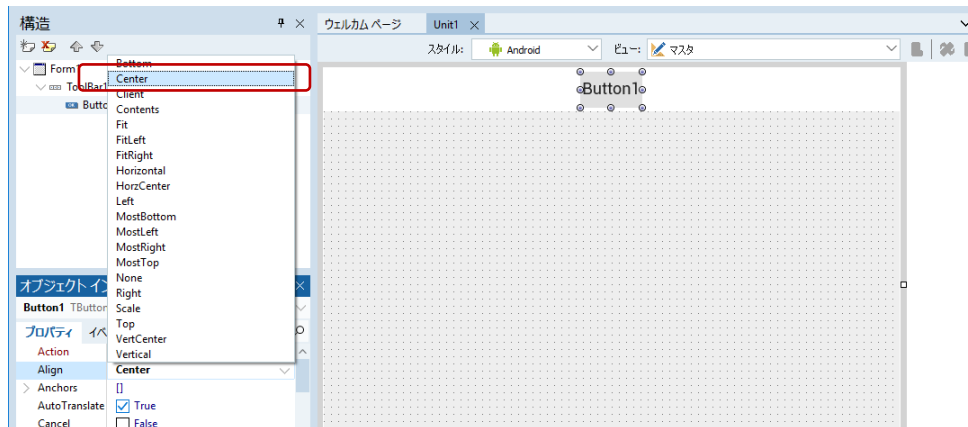 構造
ウェルカム ページ
Unit1
スタイル:
Android
ビュー:
マスタ
Form1
ToolBar1
Bottom
Center
Client
Contents
Fit
FitLeft
FitRight
Horizontal
HorzCenter
Left
MostBottom
MostLeft
MostRight
MostTop
None
Right
Scale
Top
VertCenter
Vertical
Button1
オブジェクト イ
Button1 TButton
プロパティ イベ
Action
Align Center
Anchors []
AutoTranslate True
Cancel False